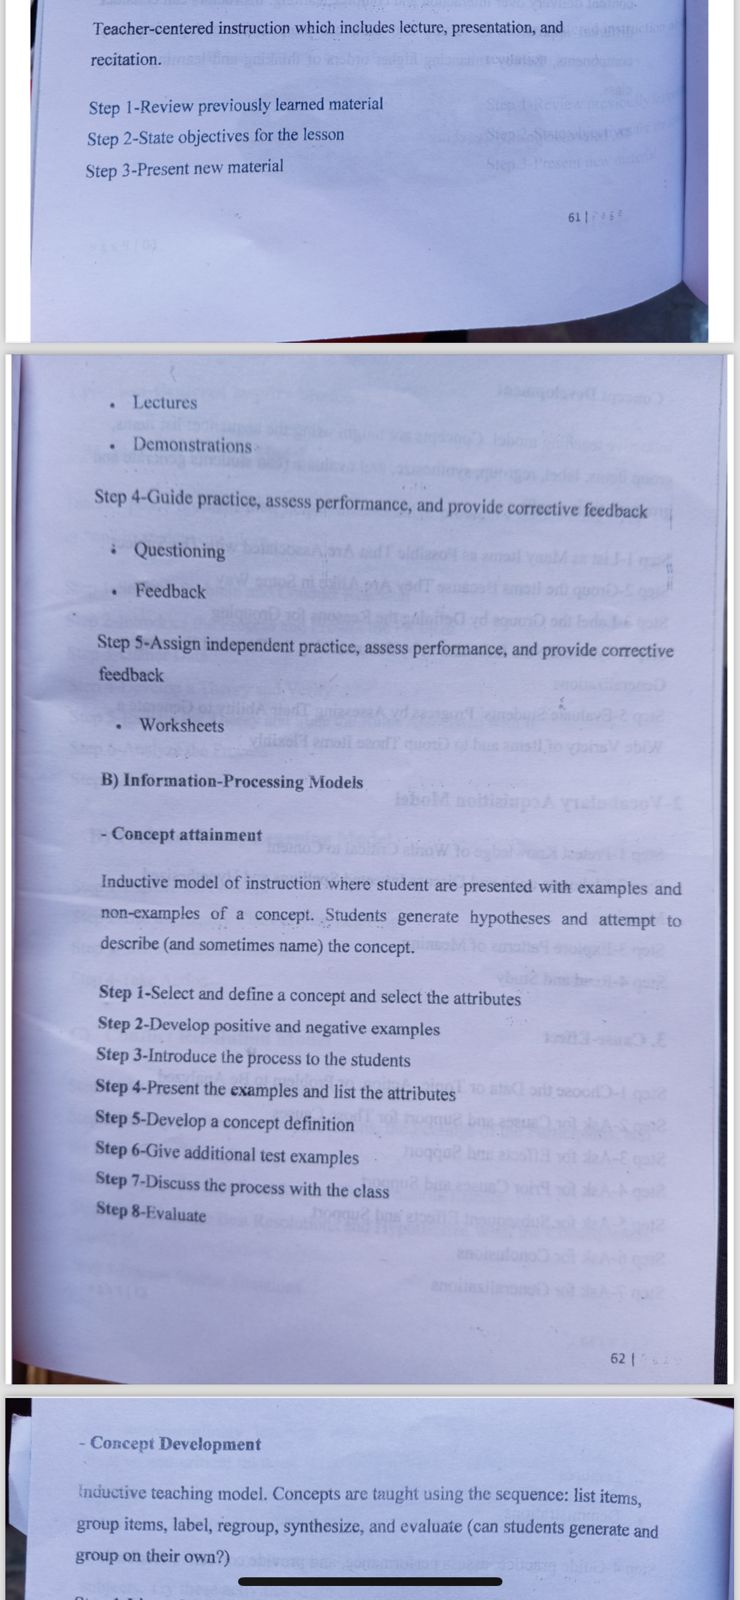 Teacher-centered instruction which includes lecture, presentation, and
recitation.
Step 1-Review previously learned material
Step 2-State objectives for the lesson
Step 3-Present new material
61 |
• Lectures
• Demonstrations
Step 4-Guide practice, assess performance, and provide corrective feedback
• Questioning
• Feedback
Step 5-Assign independent practice, assess performance, and provide corrective
feedback
• Worksheets
B) Information-Processing Models
- Concept attainment
Inductive model of instruction where student are presented with examples and
non-examples of a concept. Students generate hypotheses and attempt to
describe (and sometimes name) the concept.
Step 1-Select and define a concept and select the attributes
Step 2-Develop positive and negative examples
Step 3-Introduce the process to the students
Step 4-Present the examples and list the attributes
Step 5-Develop a concept definition
Step 6-Give additional test examples
Step 7-Discuss the process with the class
Step 8-Evaluate
62 |
- Concept Development
Inductive teaching model. Concepts are taught using the sequence: list items,
group items, label, regroup, synthesize, and evaluate (can students generate and
group on their own?)